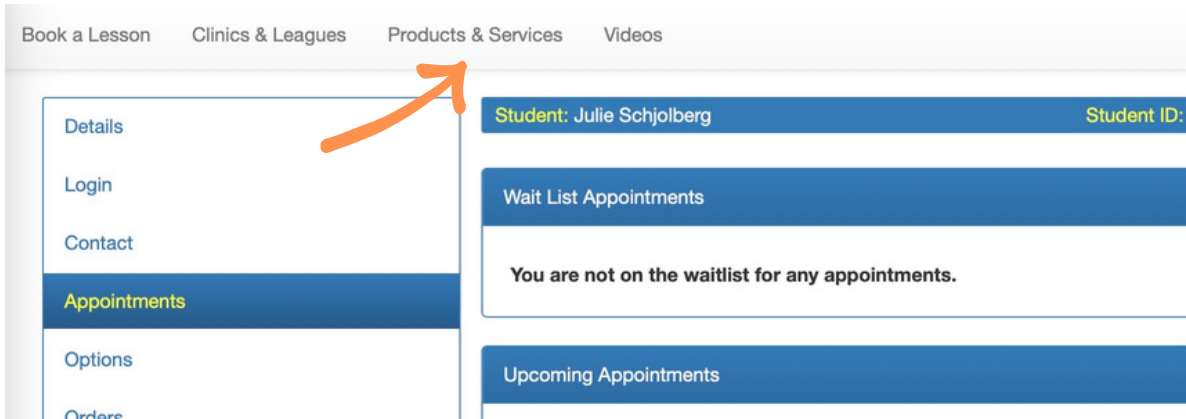 Book a Lesson Clinics & Leagues Products & Services Videos
Details
Login
Contact
Appointments
Options
Orders
Student: Julie Schjolberg Student ID:
Wait List Appointments
You are not on the waitlist for any appointments.
Upcoming Appointments